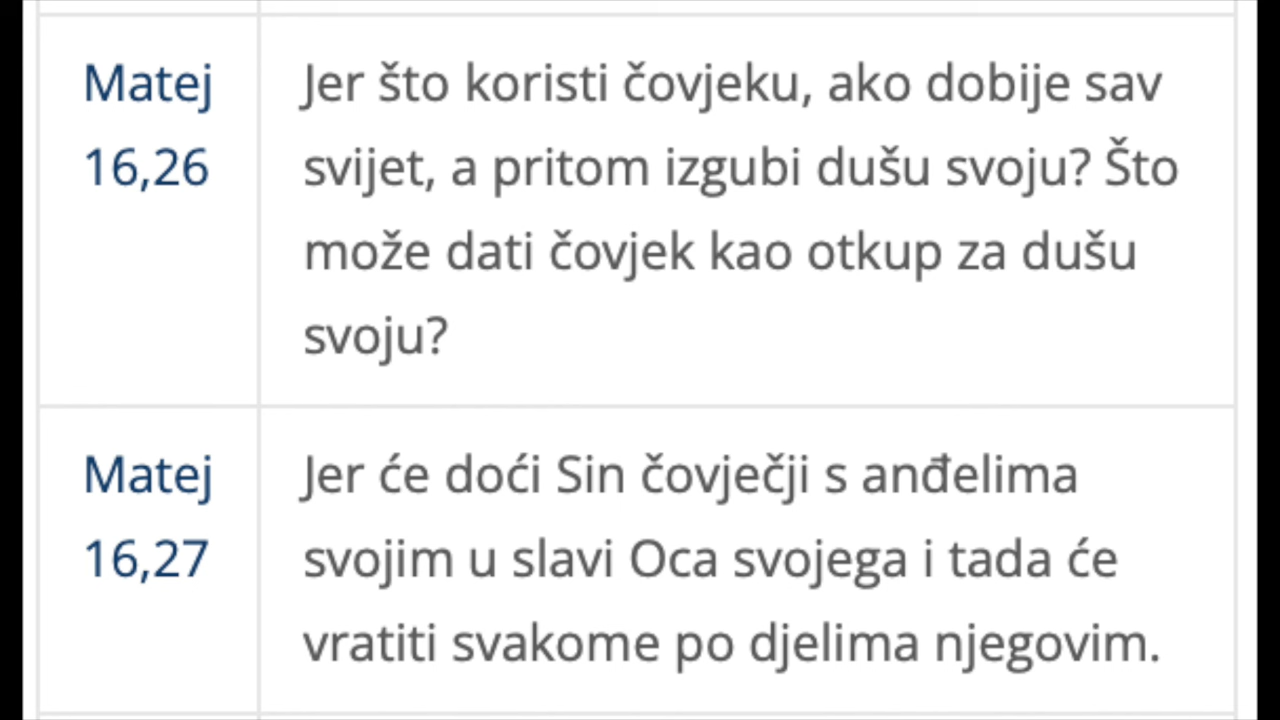 Matej
16,26
Jer što koristi čovjeku, ako dobije sav
svijet, a pritom izgubi dušu svoju? Što
može dati čovjek kao otkup za dušu
svoju?
Matej
16,27
Jer će doći Sin čovječji s anđelima
svojim u slavi Oca svojega i tada će
vratiti svakome po djelima njegovim.